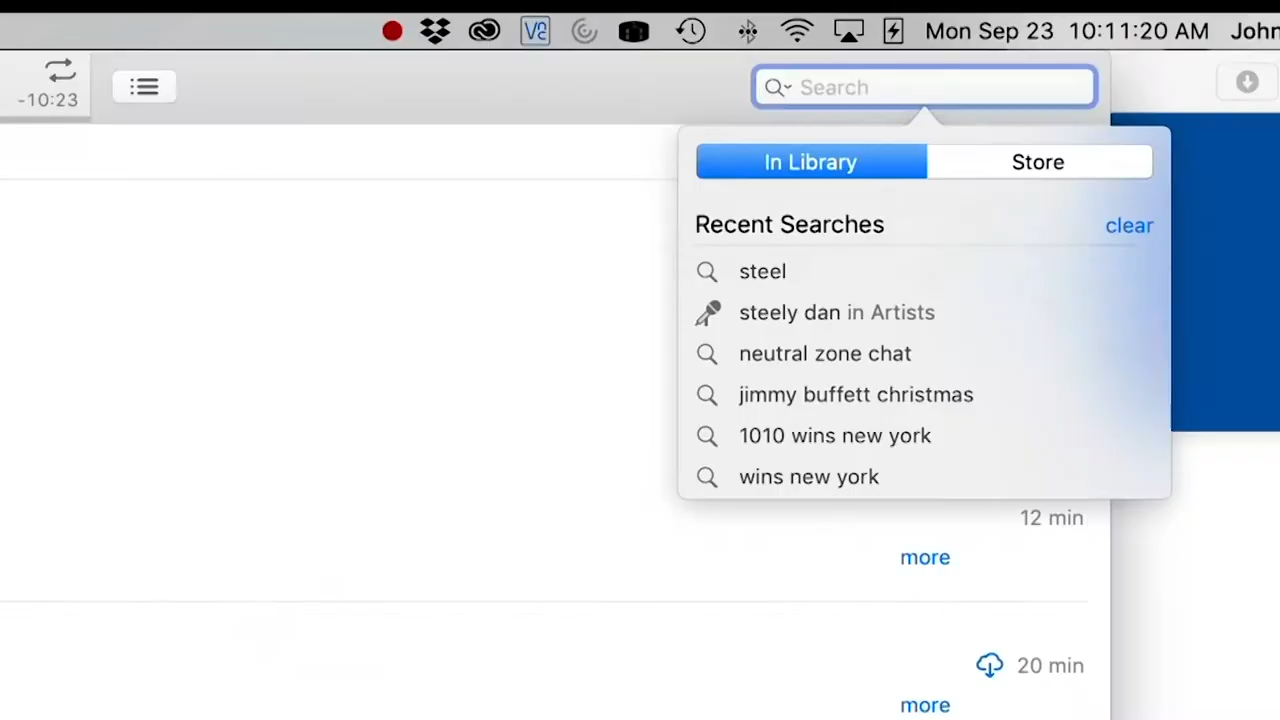 Mon Sep 23 10:11:20 AM John
-10:23
Search
In Library Store
Recent Searches clear
steel
steely dan in Artists
neutral zone chat
jimmy buffett christmas
1010 wins new york
wins new york
12 min
more
20 min
more